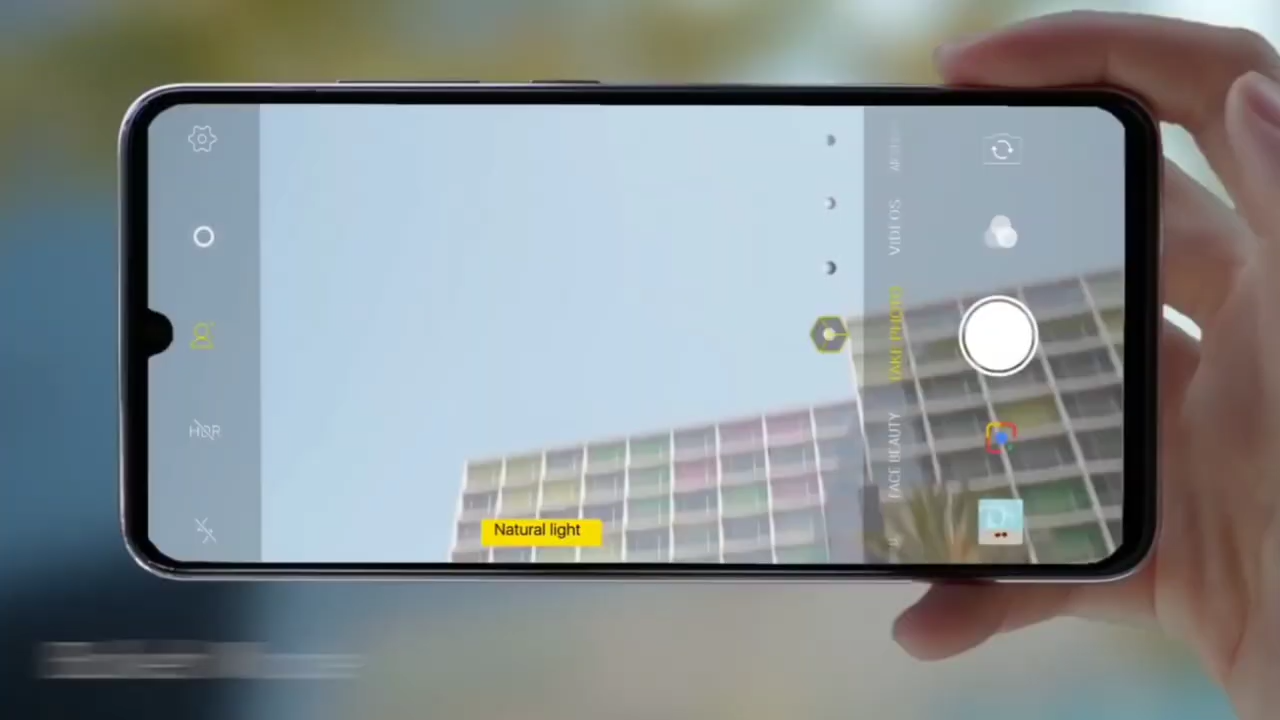 HDR
Natural light
VIDEOS
TAKE PHOTO
FACE BEAUTY